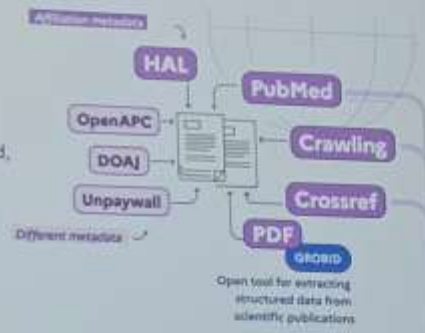 Affiliation metadata
HAL
PubMed
OpenAPC
Crawling
DOAJ
Unpaywall
Crossref
Different metadata
PDF
GROBID
Open tool for extracting
structured data from
scientific publications